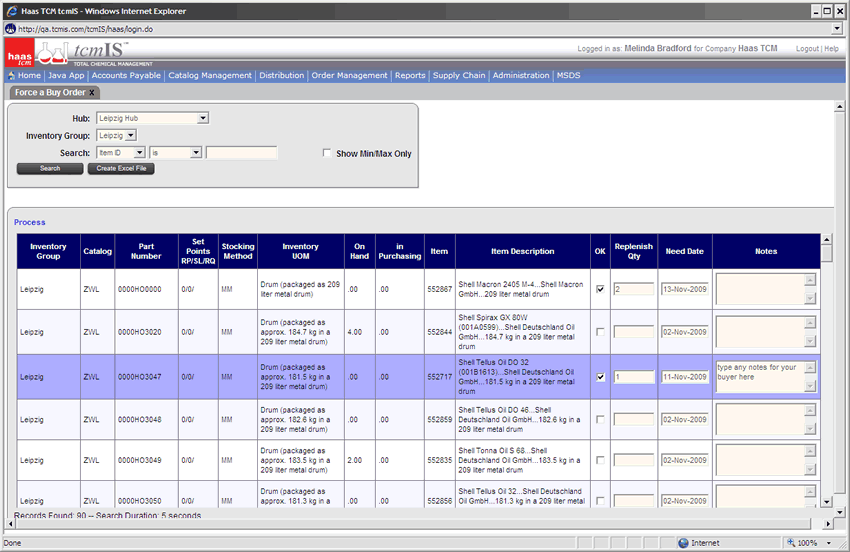 Haas TCM tcmIS - Windows Internet Explorer
http://qa.tcmis.com/tcmIS/haas/login.do
haas tcm
tcmIS™
TOTAL CHEMICAL MANAGEMENT
Logged in as: Melinda Bradford for Company Haas TCM
Logout | Help
Home | Java App | Accounts Payable | Catalog Management | Distribution | Order Management | Reports | Supply Chain | Administration | MSDS
Force a Buy Order x
Hub: Leipzig Hub
Inventory Group: Leipzig
Search: Item ID is
Show Min/Max Only
Search Create Excel File
Process
Inventory Group Catalog Part Number Set Points RP/SL/RQ Stocking Method Inventory UOM On Hand in Purchasing Item Item Description OK Replenish Qty Need Date Notes
Leipzig ZWL 0000HO0000 0/0/ MM Drum (packaged as 209 liter metal drum) .00 .00 552867 Shell Macron 2405 M-4...Shell Macron GmbH...209 liter metal drum 2 13-Nov-2009
Leipzig ZWL 0000HO3020 0/0/ MM Drum (packaged as approx. 184.7 kg in a 209 liter metal drum) 4.00 .00 552844 Shell Spirax GX 80W (001A0599)...Shell Deutschland Oil GmbH...184.7 kg in a 209 liter metal drum 02-Nov-2009
Leipzig ZWL 0000HO3047 0/0/ MM Drum (packaged as approx. 181.5 kg in a 209 liter metal drum) .00 .00 552717 Shell Tellus Oil DO 32 (001B1613)...Shell Deutschland Oil GmbH...181.5 kg in a 209 liter metal drum 1 11-Nov-2009 type any notes for your buyer here
Leipzig ZWL 0000HO3048 0/0/ MM Drum (packaged as approx. 182.6 kg in a 209 liter metal drum) .00 .00 552859 Shell Tellus Oil DO 46...Shell Deutschland Oil GmbH...182.6 kg in a 209 liter metal drum 02-Nov-2009
Leipzig ZWL 0000HO3049 0/0/ MM Drum (packaged as approx. 183.5 kg in a 209 liter metal drum) 2.00 .00 552835 Shell Tonna Oil S 68...Shell Deutschland Oil GmbH...183.5 kg in a 209 liter metal drum 02-Nov-2009
Leipzig ZWL 0000HO3050 0/0/ MM Drum (packaged as approx. 181.3 kg in a .00 .00 552856 Shell Tellus Oil 32...Shell Deutschland Oil GmbH...181.3 kg in a 209 liter metal 02-Nov-2009
Records Found: 90 -- Search Duration: 5 seconds
Done Internet 100%